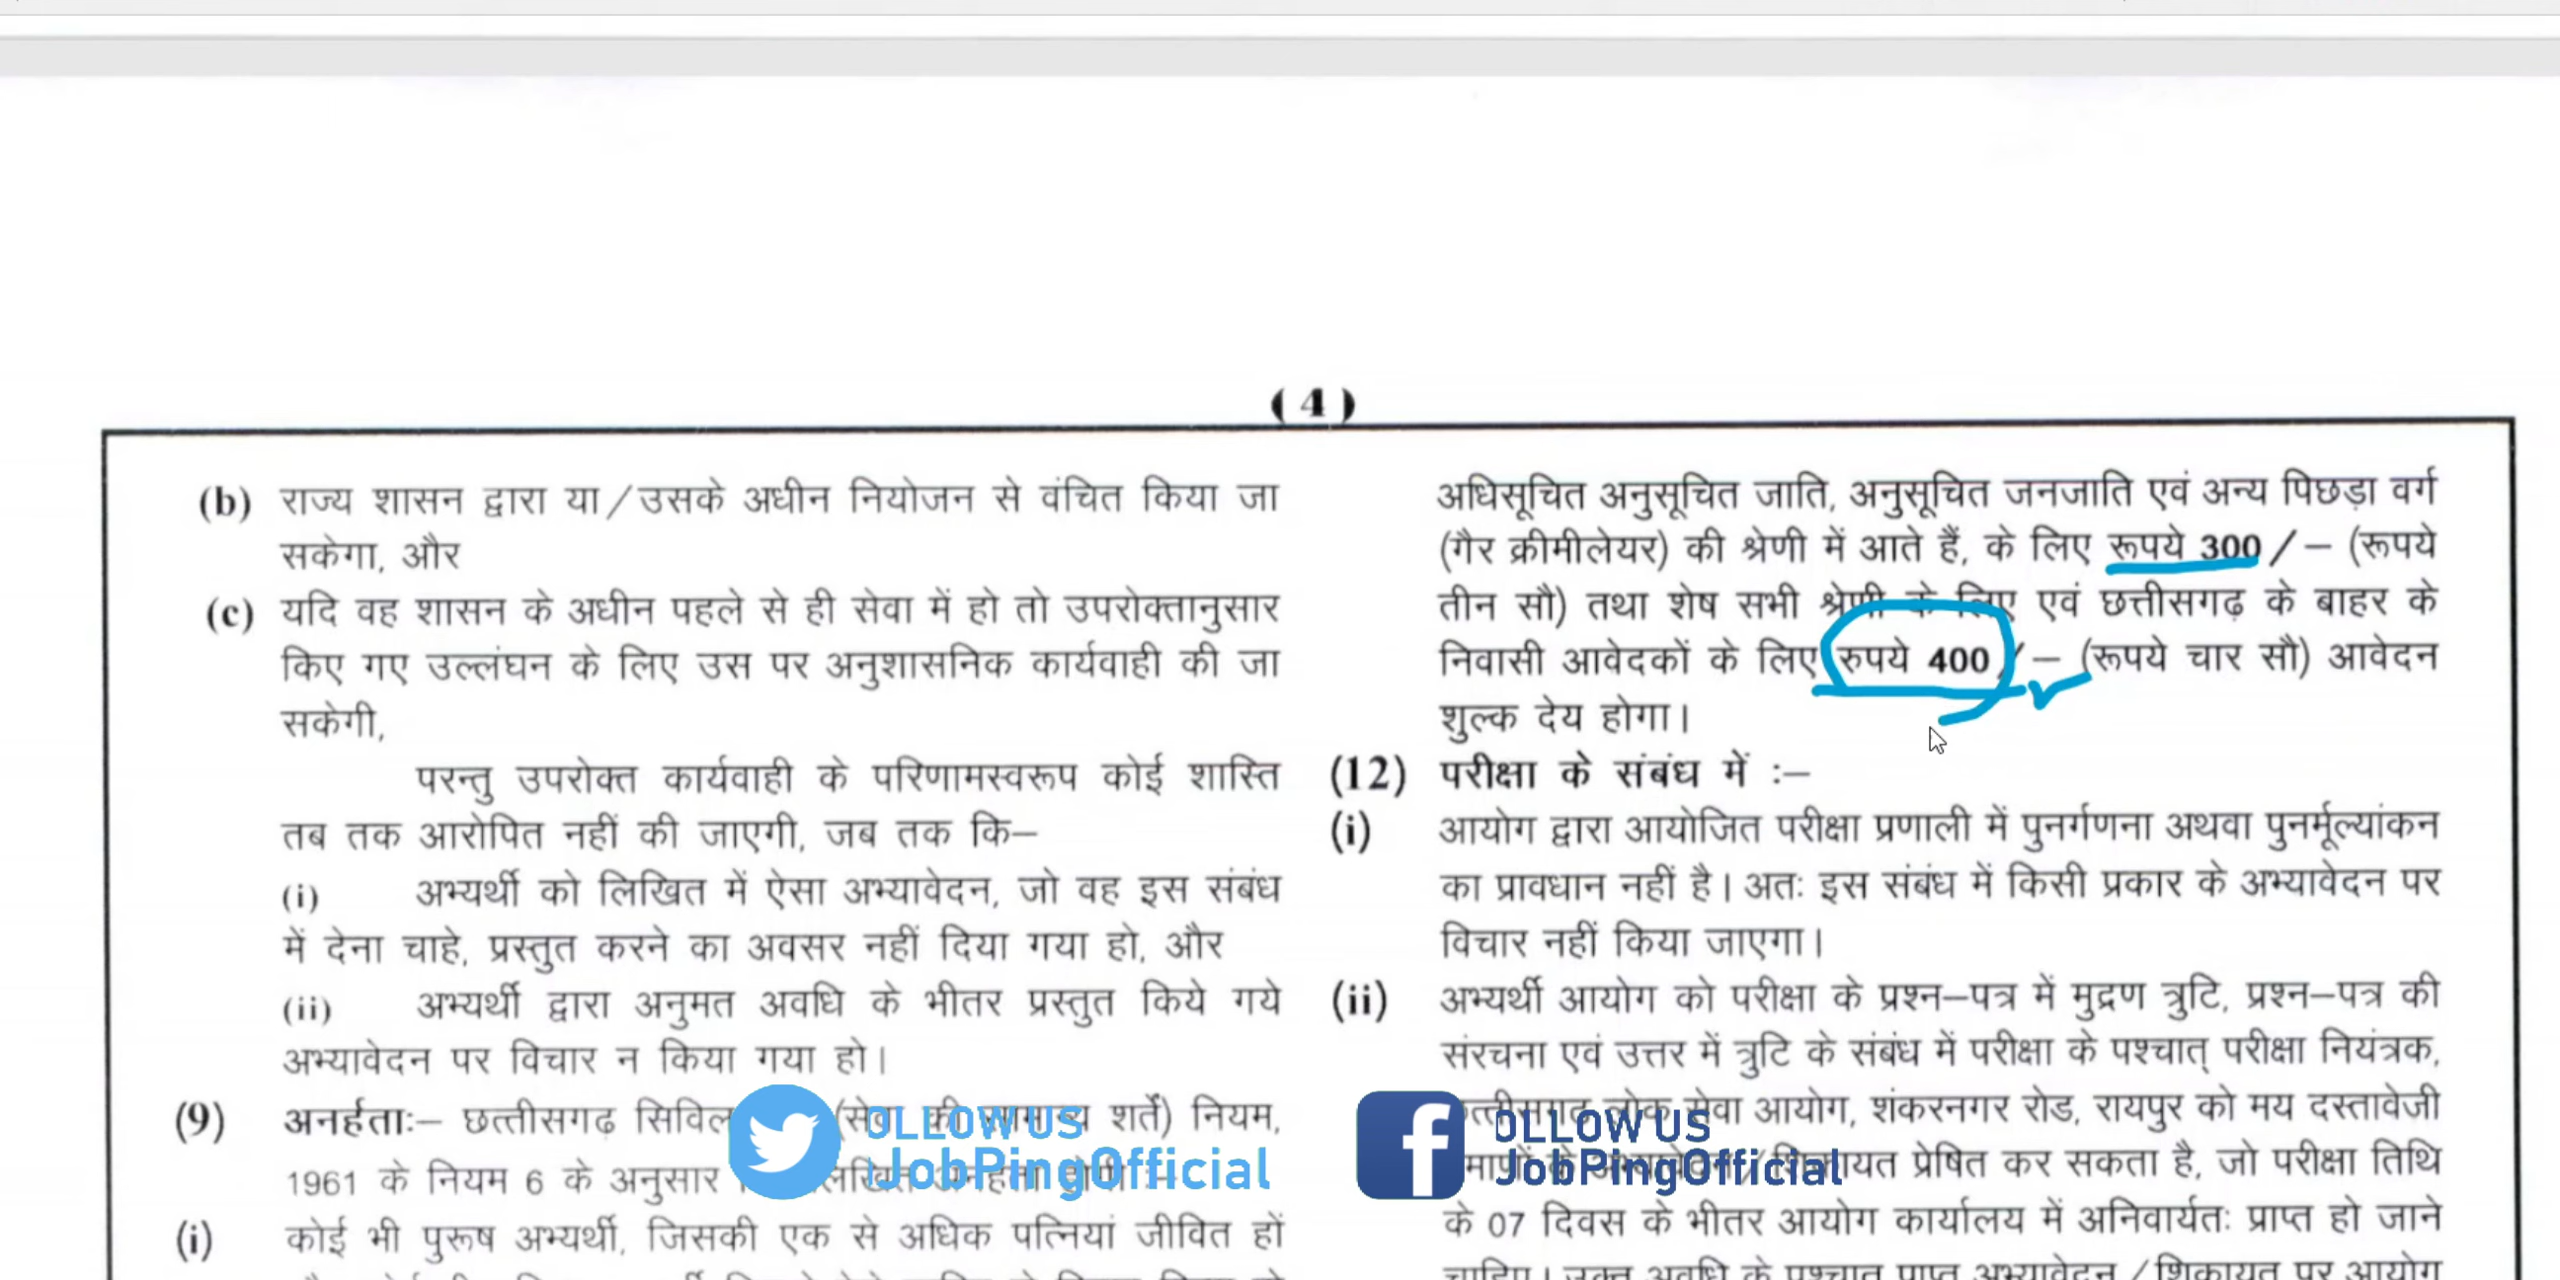 ( 4 )
(b) राज्य शासन द्वारा या/उसके अधीन नियोजन से वंचित किया जा
सकेगा, और
(c) यदि वह शासन के अधीन पहले से ही सेवा में हो तो उपरोक्तानुसार
किए गए उल्लंघन के लिए उस पर अनुशासनिक कार्यवाही की जा
सकेगी,
परन्तु उपरोक्त कार्यवाही के परिणामस्वरूप कोई शास्ति
तब तक आरोपित नहीं की जाएगी, जब तक कि–
(i) अभ्यर्थी को लिखित में ऐसा अभ्यावेदन, जो वह इस संबंध
में देना चाहे, प्रस्तुत करने का अवसर नहीं दिया गया हो, और
(ii) अभ्यर्थी द्वारा अनुमत अवधि के भीतर प्रस्तुत किये गये
अभ्यावेदन पर विचार न किया गया हो।
(9) अनर्हताः– छत्तीसगढ़ सिविल (सेवा की सामान्य शर्ते) नियम,
1961 के नियम 6 के अनुसार
(i) कोई भी पुरूष अभ्यर्थी, जिसकी एक से अधिक पत्नियां जीवित हों
अधिसूचित अनुसूचित जाति, अनुसूचित जनजाति एवं अन्य पिछड़ा वर्ग
(गैर क्रीमीलेयर) की श्रेणी में आते हैं, के लिए रूपये 300/– (रूपये
तीन सौ) तथा शेष सभी श्रेणी के लिए एवं छत्तीसगढ़ के बाहर के
निवासी आवेदकों के लिए रुपये 400/– (रूपये चार सौ) आवेदन
शुल्क देय होगा।
(12) परीक्षा के संबंध में :–
(i) आयोग द्वारा आयोजित परीक्षा प्रणाली में पुनर्गणना अथवा पुनर्मूल्यांकन
का प्रावधान नहीं है। अतः इस संबंध में किसी प्रकार के अभ्यावेदन पर
विचार नहीं किया जाएगा।
(ii) अभ्यर्थी आयोग को परीक्षा के प्रश्न–पत्र में मुद्रण त्रुटि, प्रश्न–पत्र की
संरचना एवं उत्तर में त्रुटि के संबंध में परीक्षा के पश्चात् परीक्षा नियंत्रक,
लोक सेवा आयोग, शंकरनगर रोड, रायपुर को मय दस्तावेजी
प्रेषित कर सकता है, जो परीक्षा तिथि
के 07 दिवस के भीतर आयोग कार्यालय में अनिवार्यतः प्राप्त हो जाने
OLLOW US
JobPingOfficial
OLLOW US
JobPingOfficial